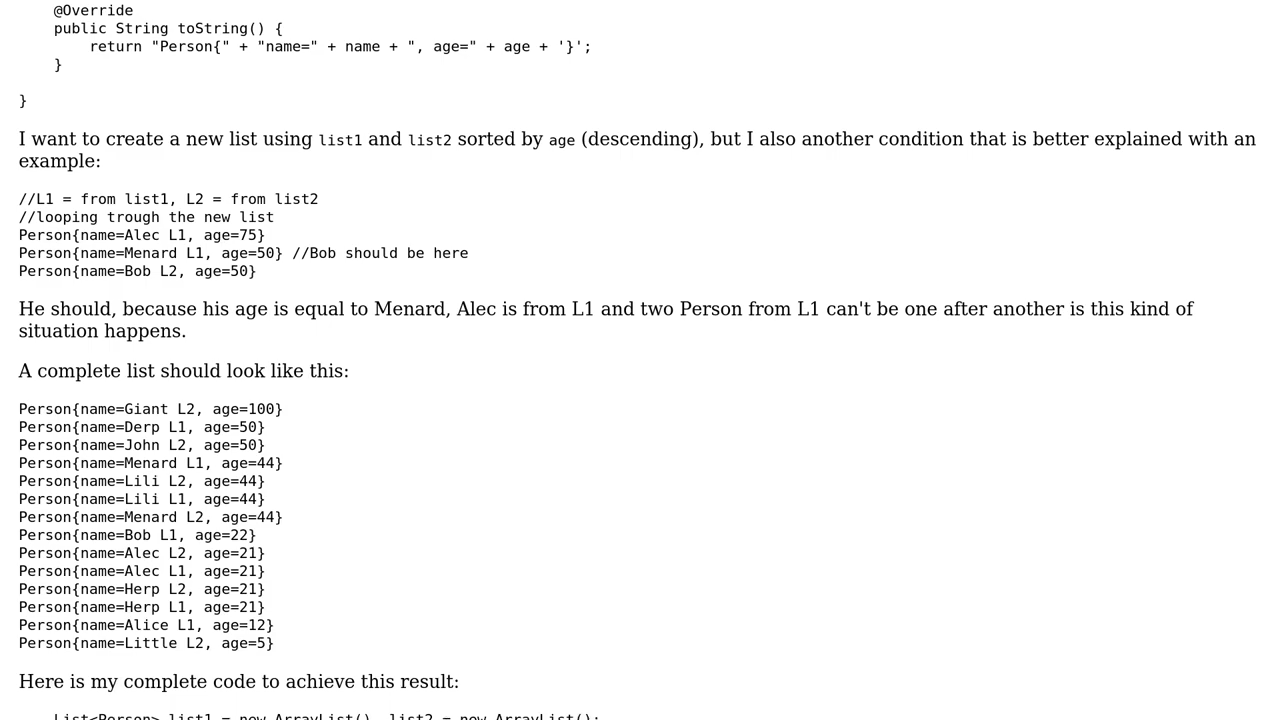 @Override
public String toString() {
return "Person{" + "name=" + name + ", age=" + age + '}';
}
}
I want to create a new list using list1 and list2 sorted by age (descending), but I also another condition that is better explained with an
example:
//L1 = from list1, L2 = from list2
//looping trough the new list
Person{name=Alec L1, age=75}
Person{name=Menard L1, age=50} //Bob should be here
Person{name=Bob L2, age=50}
He should, because his age is equal to Menard, Alec is from L1 and two Person from L1 can't be one after another is this kind of
situation happens.
A complete list should look like this:
Person{name=Giant L2, age=100}
Person{name=Derp L1, age=50}
Person{name=John L2, age=50}
Person{name=Menard L1, age=44}
Person{name=Lili L2, age=44}
Person{name=Lili L1, age=44}
Person{name=Menard L2, age=44}
Person{name=Bob L1, age=22}
Person{name=Alec L2, age=21}
Person{name=Alec L1, age=21}
Person{name=Herp L2, age=21}
Person{name=Herp L1, age=21}
Person{name=Alice L1, age=12}
Person{name=Little L2, age=5}
Here is my complete code to achieve this result:
List<Person> list1 = new ArrayList(), list2 = new ArrayList();